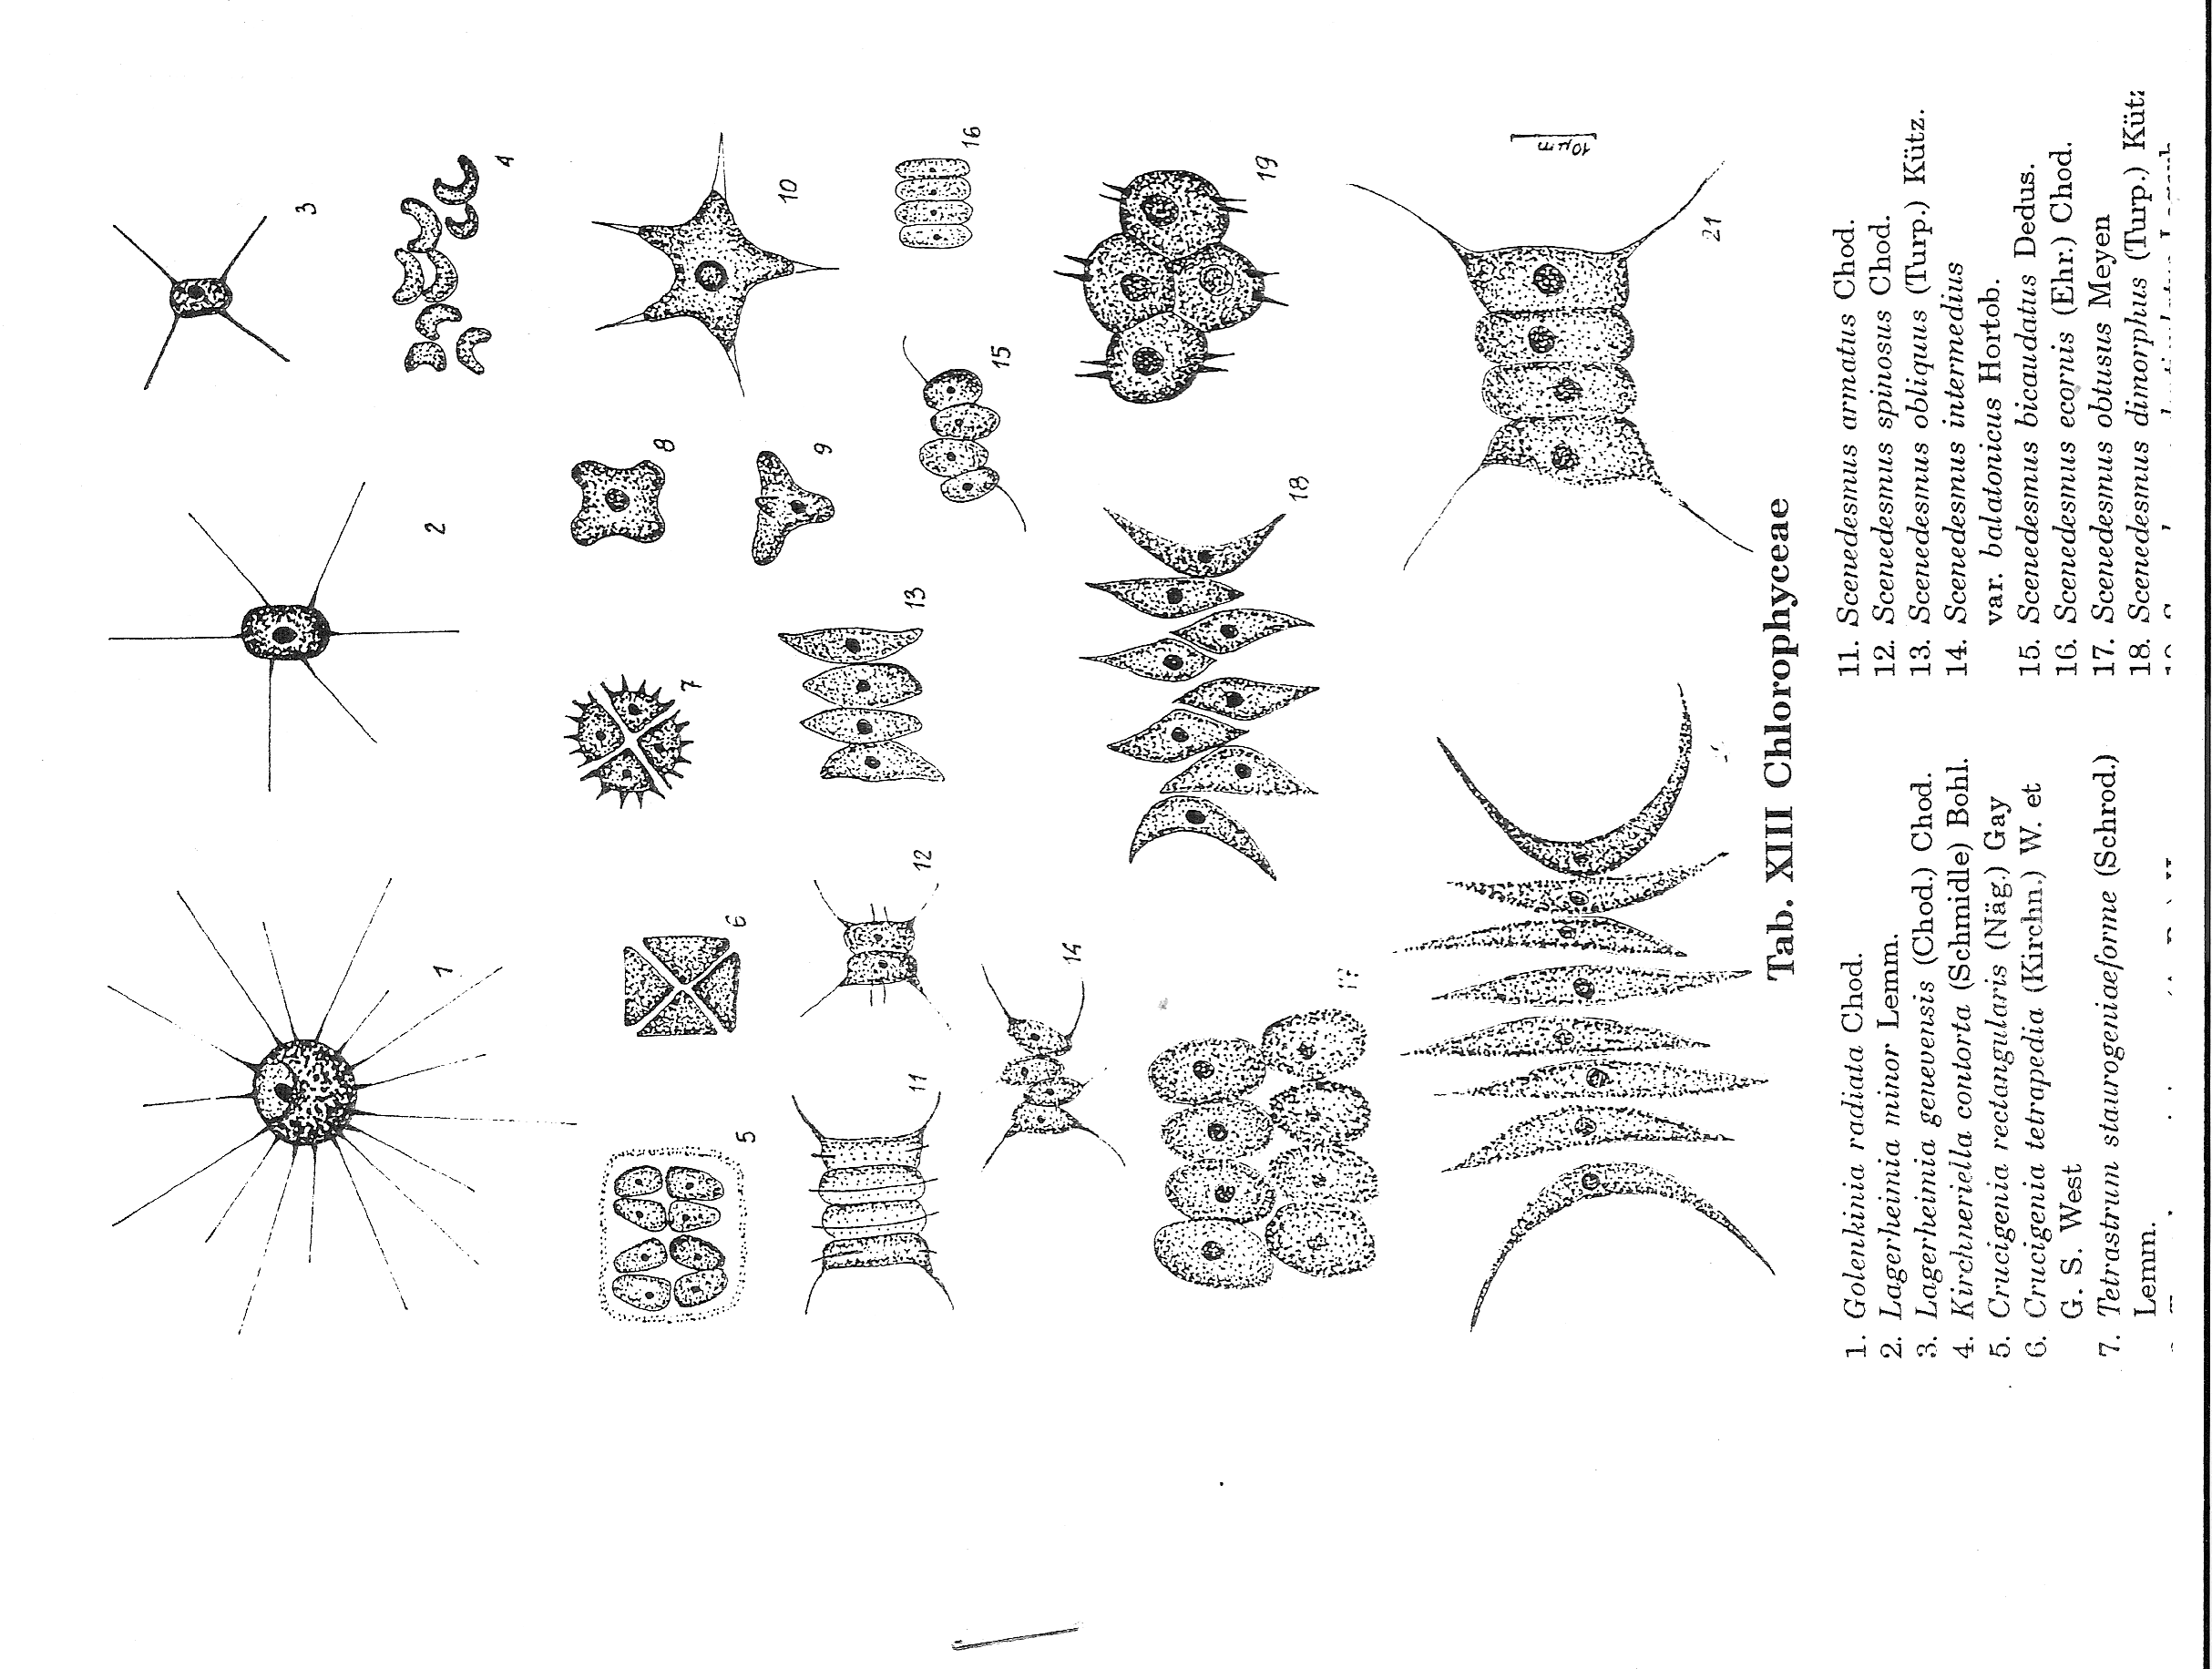 1
2
3
4
5
6
7
8
9
10
11
12
13
14
15
16
18
19
21
10μm
Tab. XIII Chlorophyceae
1. Golenkinia radiata Chod.
2. Lagerheimia minor Lemm.
3. Lagerheimia genevensis (Chod.) Chod.
4. Kirchneriella contorta (Schmidle) Bohl.
5. Crucigenia rectangularis (Näg.) Gay
6. Crucigenia tetrapedia (Kirchn.) W. et
G. S. West
7. Tetrastrum staurogeniaeforme (Schrod.)
Lemm.
11. Scenedesmus armatus Chod.
12. Scenedesmus spinosus Chod.
13. Scenedesmus obliquus (Turp.) Kütz.
14. Scenedesmus intermedius
var. balatonicus Hortob.
15. Scenedesmus bicaudatus Dedus.
16. Scenedesmus ecornis (Ehr.) Chod.
17. Scenedesmus obtusus Meyen
18. Scenedesmus dimorphus (Turp.) Kütz